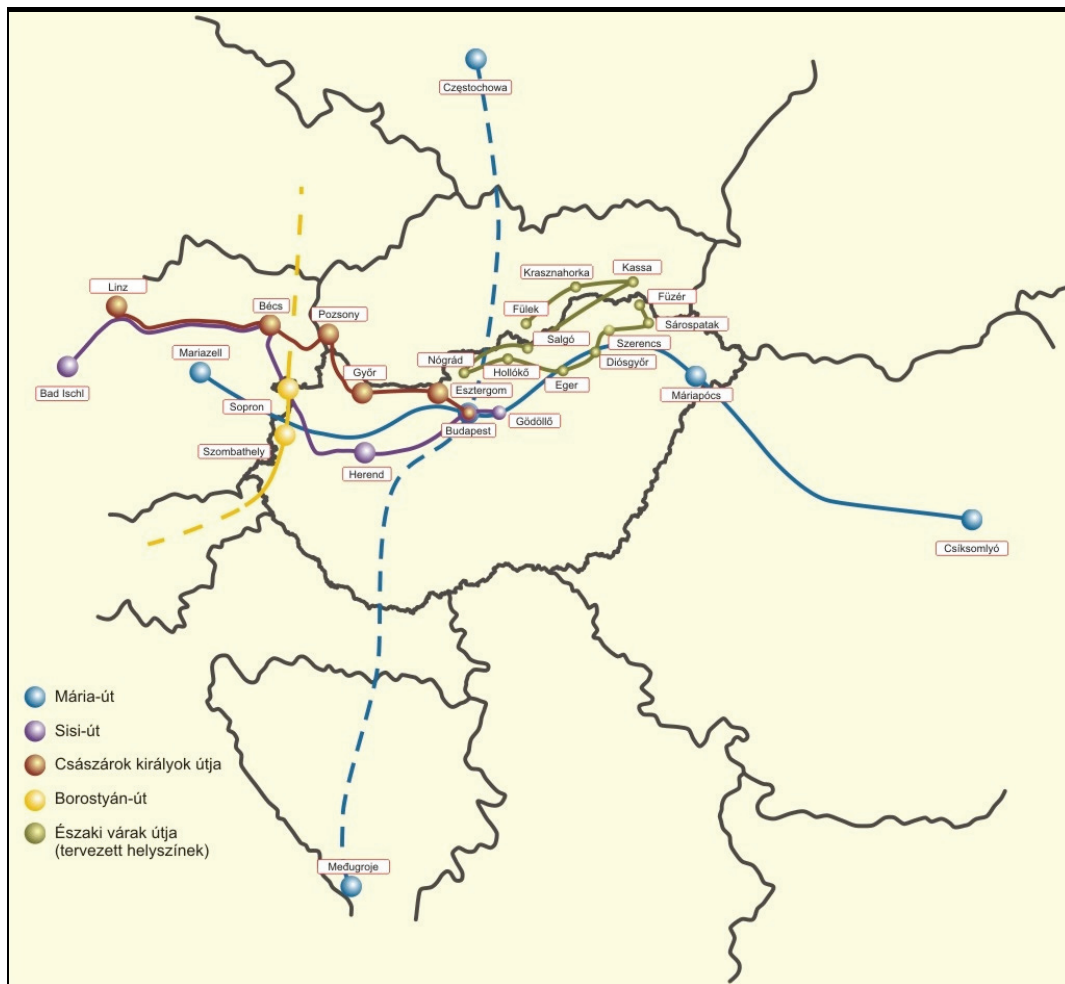 Częstochowa
Kassa
Krasznahorka
Linz
Füzér
Bécs
Fülek
Pozsony
Sárospatak
Salgó
Szerencs
Mariazell
Nógrád
Diósgyőr
Hollókő
Győr
Eger
Bad Ischl
Esztergom
Máriapócs
Sopron
Gödöllő
Budapest
Szombathely
Herend
Csíksomlyó
Mária-út
Sisi-út
Császárok királyok útja
Borostyán-út
Északi várak útja
(tervezett helyszínek)
Međugroje